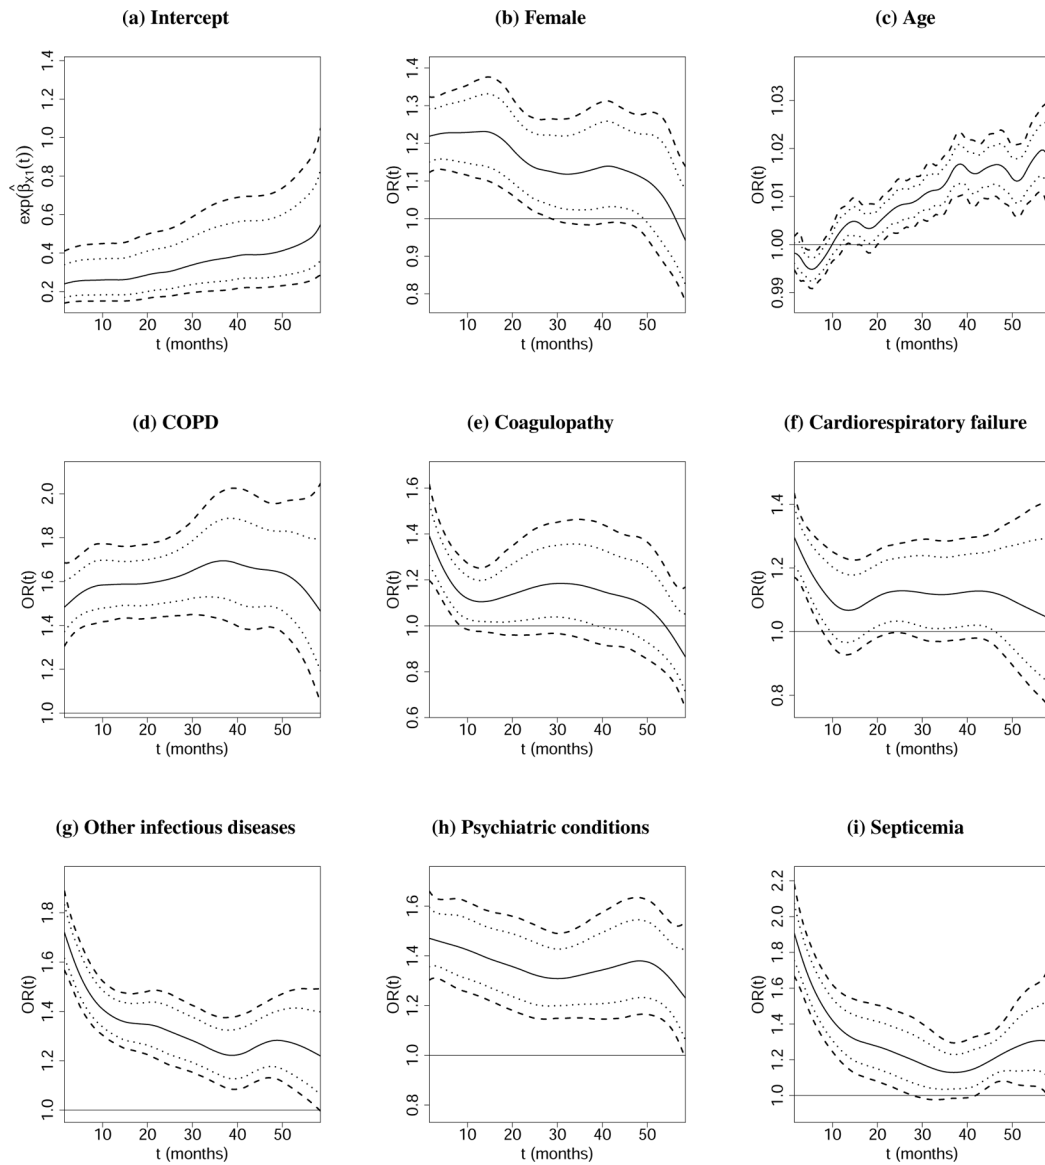 (a) Intercept
(b) Female
(c) Age
exp(β̂X1(t))
1.4
1.2
1.0
0.8
0.6
0.4
0.2
10 20 30 40 50
t (months)
OR(t)
1.4
1.3
1.2
1.1
1.0
0.9
0.8
10 20 30 40 50
t (months)
OR(t)
1.03
1.02
1.01
1.00
0.99
10 20 30 40 50
t (months)
(d) COPD
(e) Coagulopathy
(f) Cardiorespiratory failure
OR(t)
2.0
1.8
1.6
1.4
1.2
1.0
10 20 30 40 50
t (months)
OR(t)
1.6
1.4
1.2
1.0
0.8
0.6
10 20 30 40 50
t (months)
OR(t)
1.4
1.2
1.0
0.8
10 20 30 40 50
t (months)
(g) Other infectious diseases
(h) Psychiatric conditions
(i) Septicemia
OR(t)
1.8
1.6
1.4
1.2
1.0
10 20 30 40 50
t (months)
OR(t)
1.6
1.4
1.2
1.0
0.8
10 20 30 40 50
t (months)
OR(t)
2.2
2.0
1.8
1.6
1.4
1.2
1.0
10 20 30 40 50
t (months)